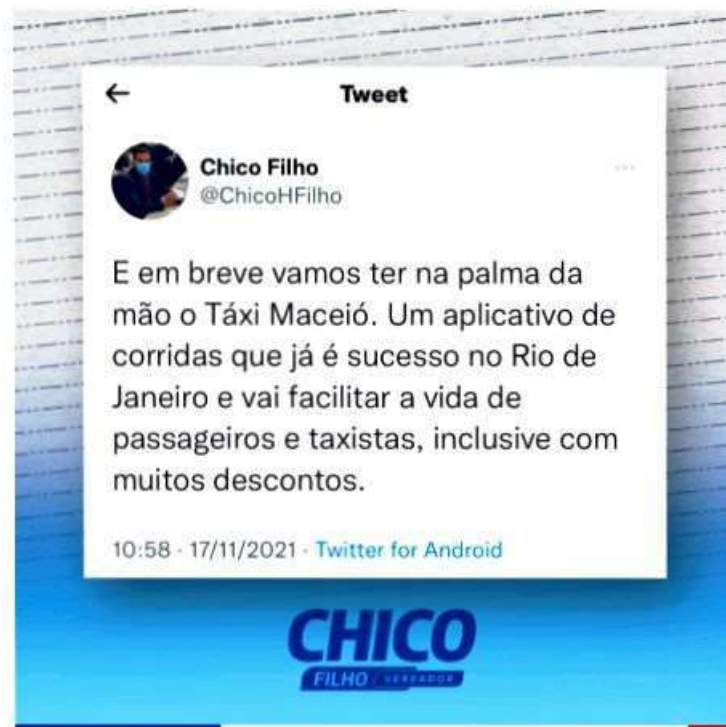 Tweet
Chico Filho
@ChicoHFilho
E em breve vamos ter na palma da
mão o Táxi Maceió. Um aplicativo de
corridas que já é sucesso no Rio de
Janeiro e vai facilitar a vida de
passageiros e taxistas, inclusive com
muitos descontos.
10:58 · 17/11/2021 · Twitter for Android
CHICO
FILHO VEREADOR